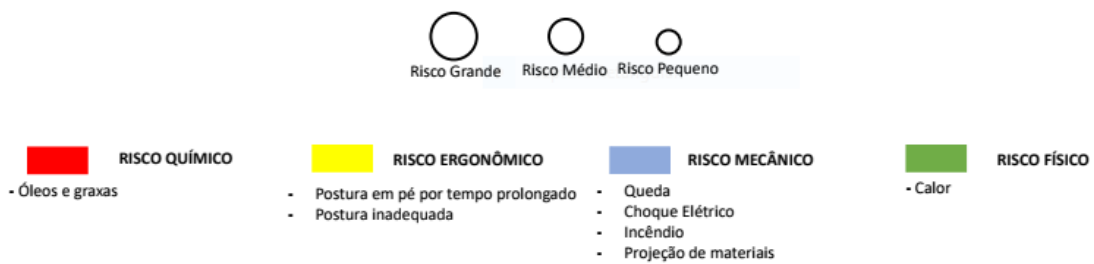 Risco Grande Risco Médio Risco Pequeno
RISCO QUÍMICO
- Óleos e graxas
RISCO ERGONÔMICO
- Postura em pé por tempo prolongado
- Postura inadequada
RISCO MECÂNICO
- Queda
- Choque Elétrico
- Incêndio
- Projeção de materiais
RISCO FÍSICO
- Calor